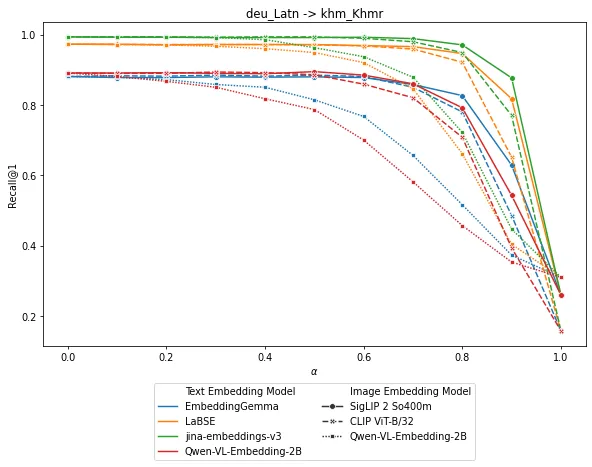 deu_Latn -> khm_Khmr
Recall@1
1.0
0.8
0.6
0.4
0.2
0.0 0.2 0.4 0.6 0.8 1.0
α
Text Embedding Model
EmbeddingGemma
LaBSE
jina-embeddings-v3
Qwen-VL-Embedding-2B
Image Embedding Model
SigLIP 2 So400m
CLIP ViT-B/32
Qwen-VL-Embedding-2B